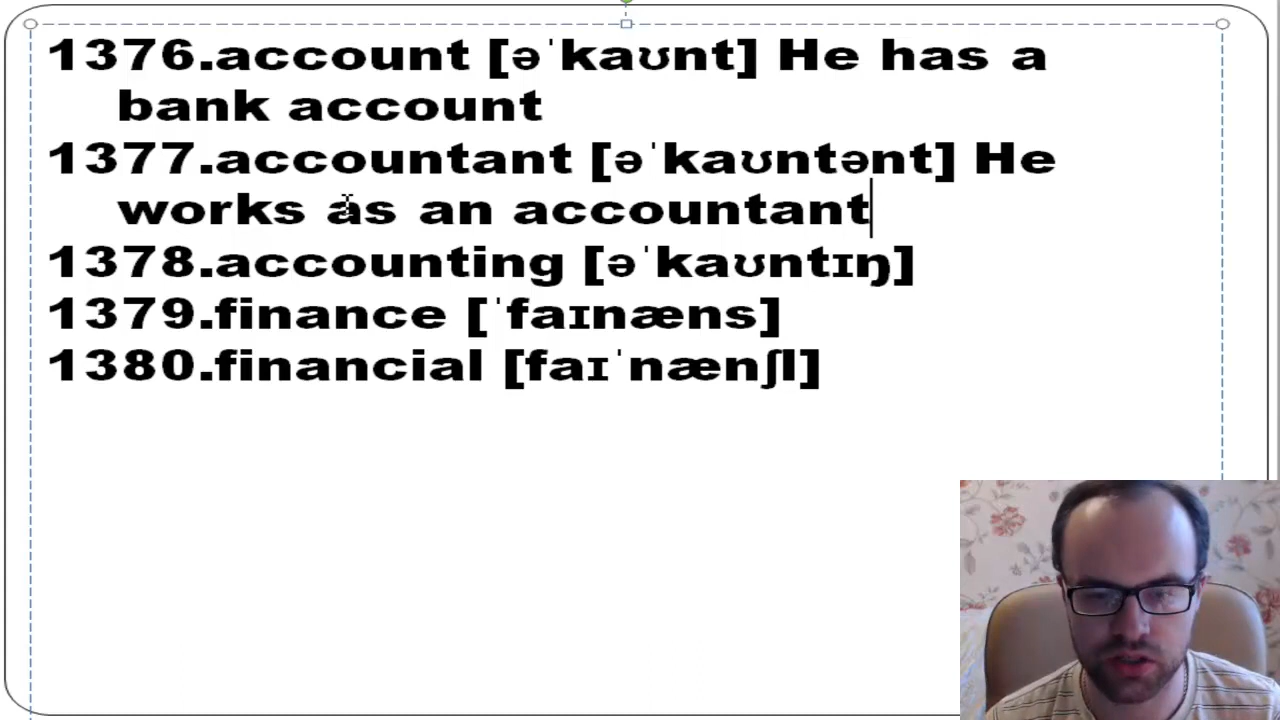 1376.account [əˈkaʊnt] He has a
bank account
1377.accountant [əˈkaʊntənt] He
works as an accountant
1378.accounting [əˈkaʊntɪŋ]
1379.finance [ˈfaɪnæns]
1380.financial [faɪˈnænʃl]